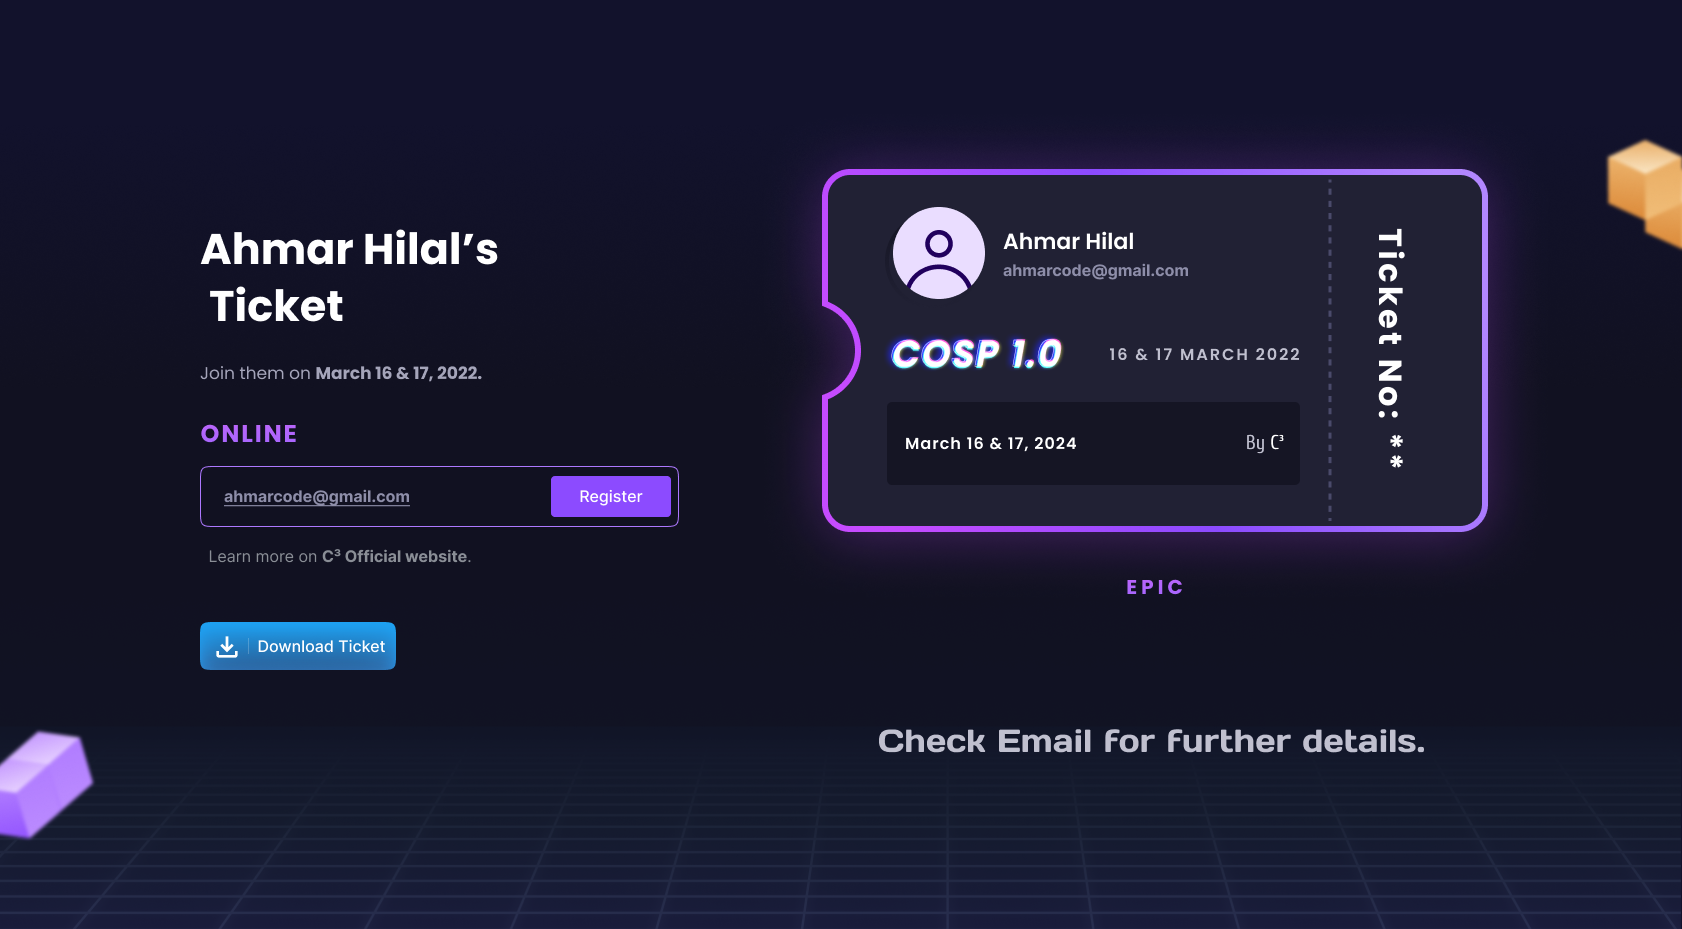 Ahmar Hilal’s
Ticket
Join them on March 16 & 17, 2022.
ONLINE
ahmarcode@gmail.com
Register
Learn more on C³ Official website.
Download Ticket
Ahmar Hilal
ahmarcode@gmail.com
COSP 1.0
16 & 17 MARCH 2022
March 16 & 17, 2024
By C³
Ticket No: **
EPIC
Check Email for further details.